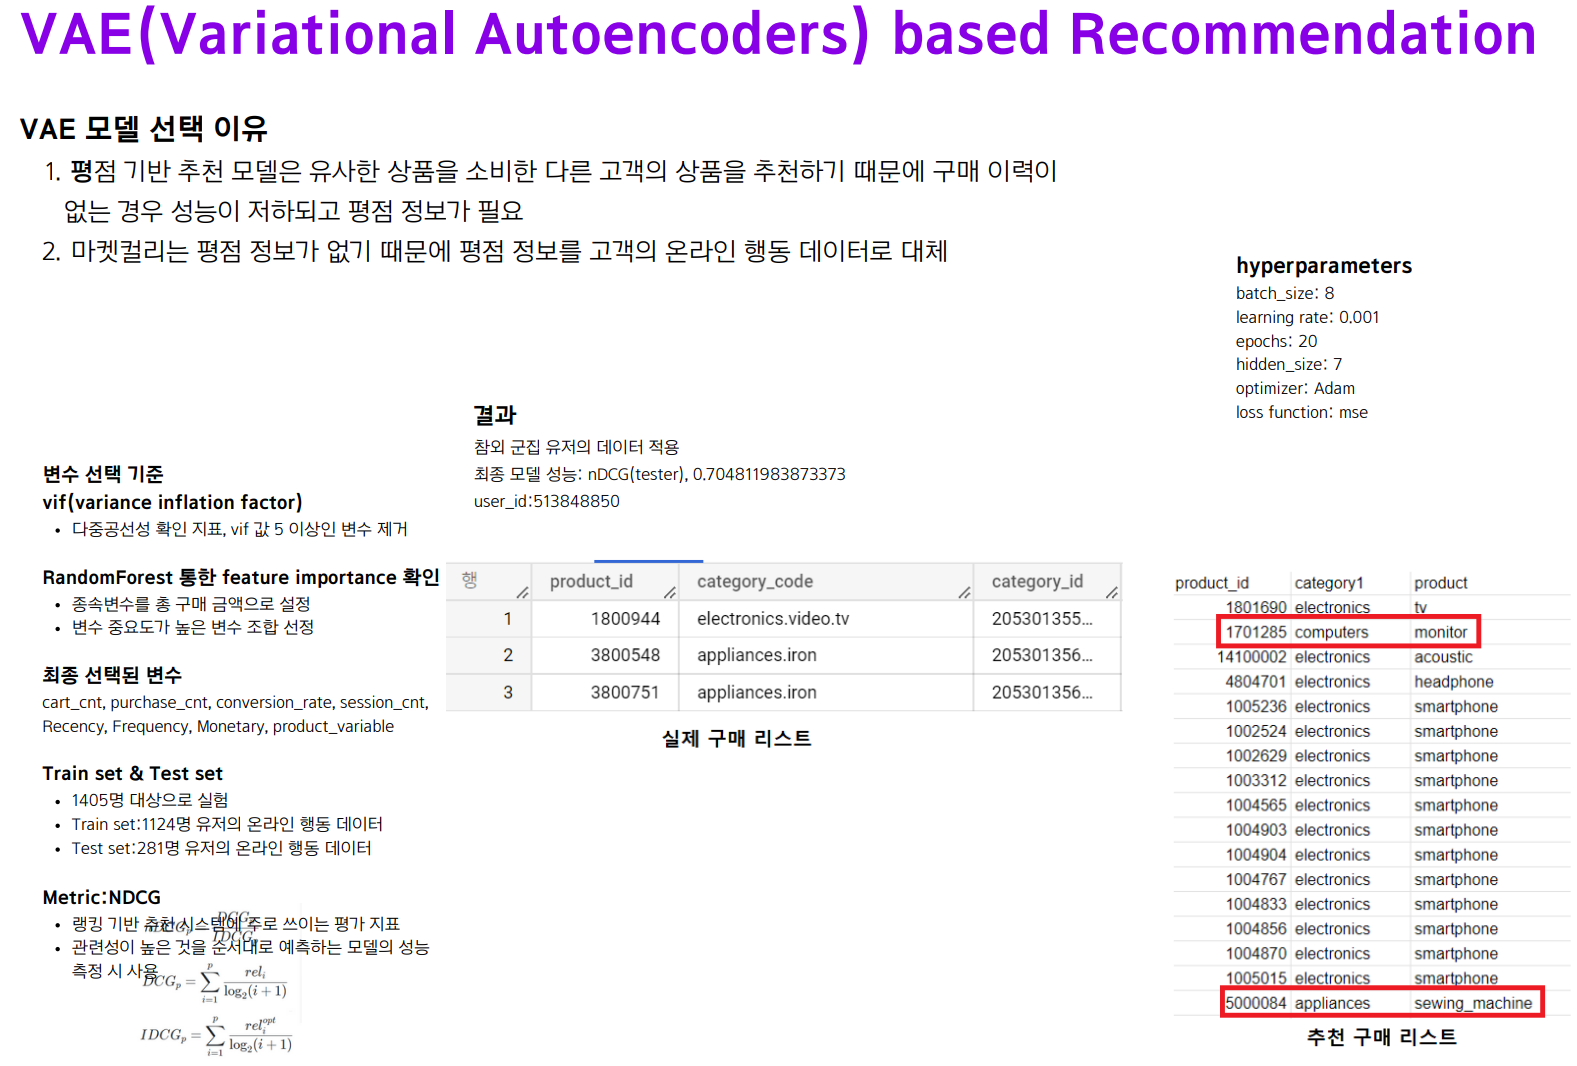 VAE(Variational Autoencoders) based Recommendation
VAE 모델 선택 이유
1. 평점 기반 추천 모델은 유사한 상품을 소비한 다른 고객의 상품을 추천하기 때문에 구매 이력이
없는 경우 성능이 저하되고 평점 정보가 필요
2. 마켓컬리는 평점 정보가 없기 때문에 평점 정보를 고객의 온라인 행동 데이터로 대체
hyperparameters
batch_size: 8
learning rate: 0.001
epochs: 20
hidden_size: 7
optimizer: Adam
loss function: mse
변수 선택 기준
vif(variance inflation factor)
• 다중공선성 확인 지표, vif 값 5 이상인 변수 제거
RandomForest 통한 feature importance 확인
• 종속변수를 총 구매 금액으로 설정
• 변수 중요도가 높은 변수 조합 선정
최종 선택된 변수
cart_cnt, purchase_cnt, conversion_rate, session_cnt,
Recency, Frequency, Monetary, product_variable
Train set & Test set
• 1405명 대상으로 실험
• Train set:1124명 유저의 온라인 행동 데이터
• Test set:281명 유저의 온라인 행동 데이터
Metric:NDCG
• 랭킹 기반 추천 시스템에 주로 쓰이는 평가 지표
• 관련성이 높은 것을 순서대로 예측하는 모델의 성능
측정 시 사용
DCG_p = \sum_{i=1}^{p} \frac{rel_i}{\log_2(i+1)}
IDCG_p = \sum_{i=1}^{p} \frac{rel_i^{opt}}{\log_2(i+1)}
결과
참외 군집 유저의 데이터 적용
최종 모델 성능: nDCG(tester), 0.704811983873373
user_id:513848850
행 product_id category_code category_id
1 1800944 electronics.video.tv 205301355...
2 3800548 appliances.iron 205301356...
3 3800751 appliances.iron 205301356...
실제 구매 리스트
product_id category1 product
1801690 electronics tv
1701285 computers monitor
14100002 electronics acoustic
4804701 electronics headphone
1005236 electronics smartphone
1002524 electronics smartphone
1002629 electronics smartphone
1003312 electronics smartphone
1004565 electronics smartphone
1004903 electronics smartphone
1004904 electronics smartphone
1004767 electronics smartphone
1004833 electronics smartphone
1004856 electronics smartphone
1004870 electronics smartphone
1005015 electronics smartphone
5000084 appliances sewing_machine
추천 구매 리스트